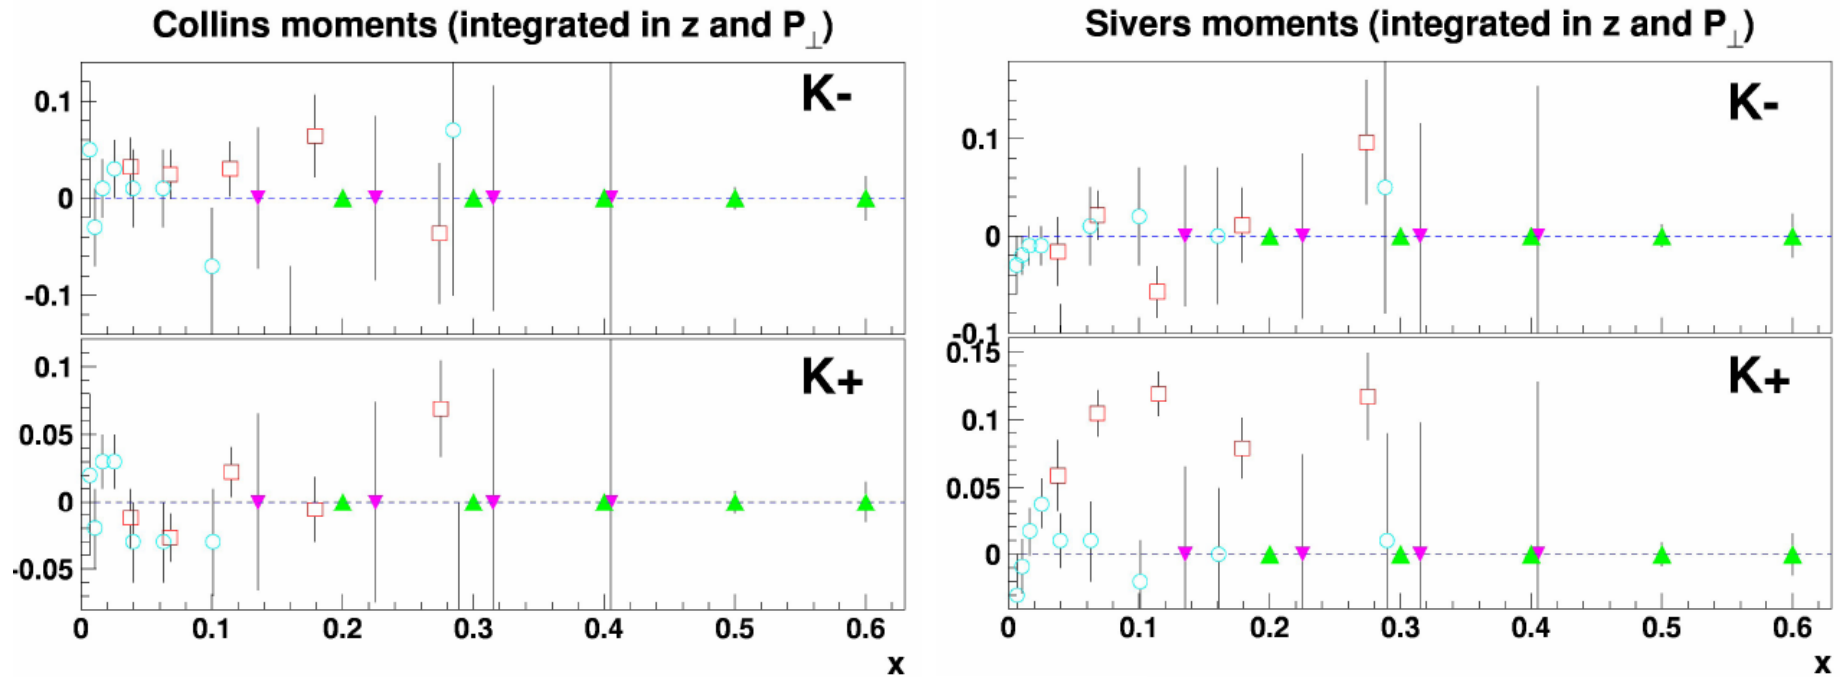 Collins moments (integrated in z and P⊥)
K-
0.1
0
-0.1
K+
0.1
0.05
0
-0.05
0 0.1 0.2 0.3 0.4 0.5 0.6
x
Sivers moments (integrated in z and P⊥)
K-
0.1
0
-0.1
K+
0.15
0.1
0.05
0
0 0.1 0.2 0.3 0.4 0.5 0.6
x